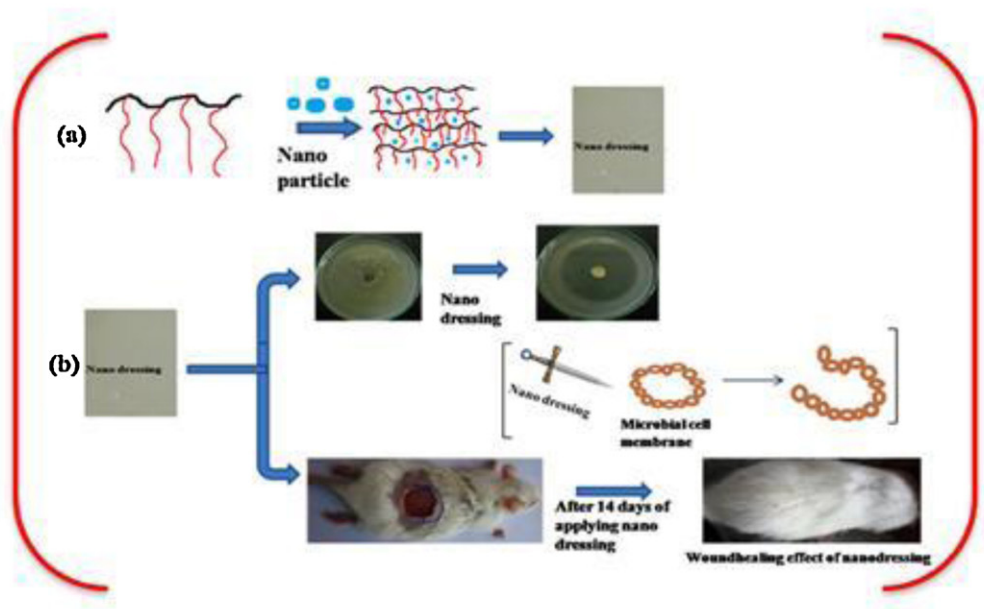 (a)
Nano
particle
Nano dressing
(b)
Nano dressing
Nano
dressing
Nano dressing
Microbial cell
membrane
After 14 days of
applying nano
dressing
Woundhealing effect of nanodressing